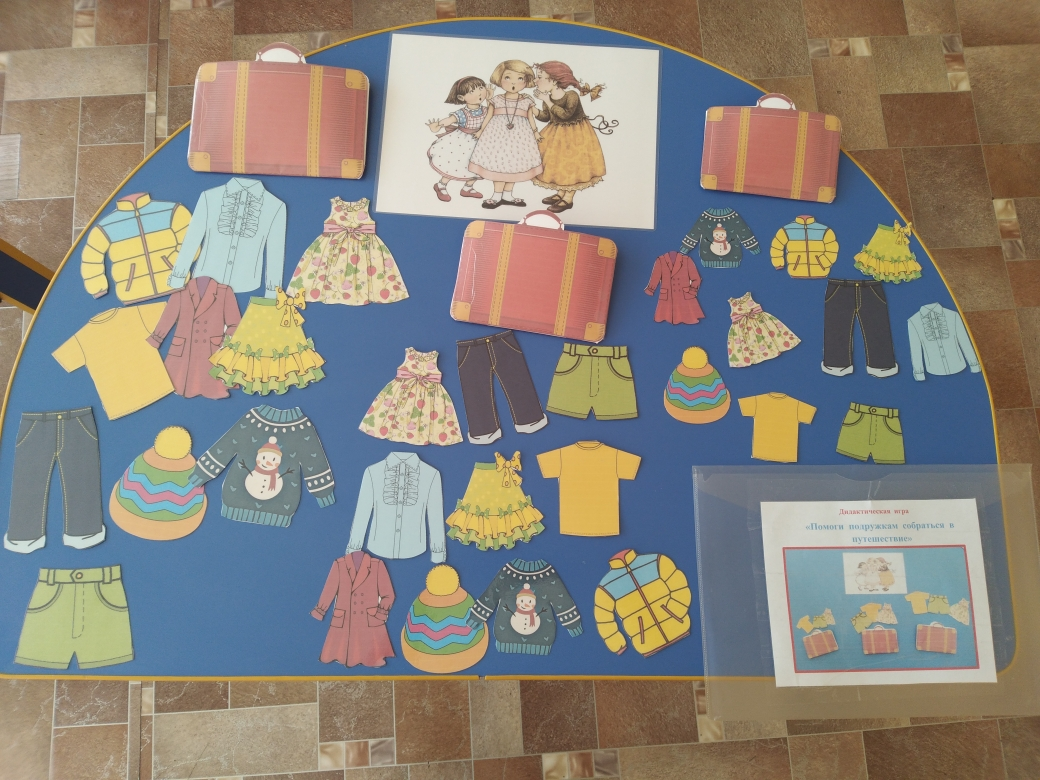 Дидактическая игра
«Помоги подружкам собраться в
путешествие»